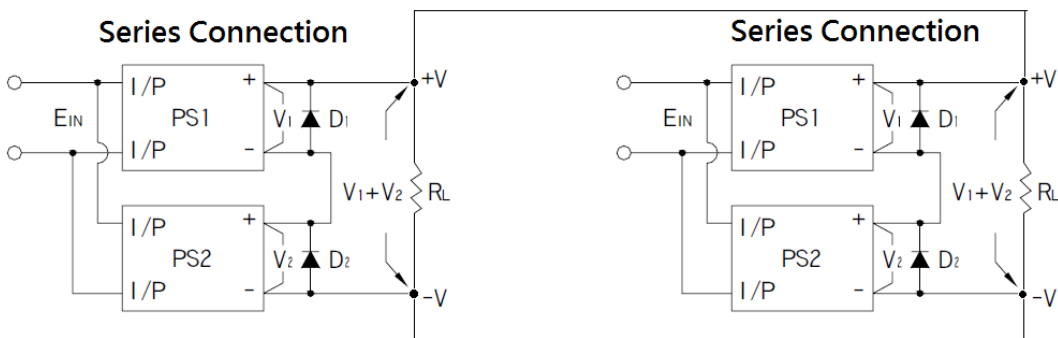 Series Connection
I/P
+
+V
EIN
PS1
V1
D1
I/P
-
V1+V2
RL
I/P
+
PS2
V2
D2
I/P
-
-V
Series Connection
I/P
+
+V
EIN
PS1
V1
D1
I/P
-
V1+V2
RL
I/P
+
PS2
V2
D2
I/P
-
-V